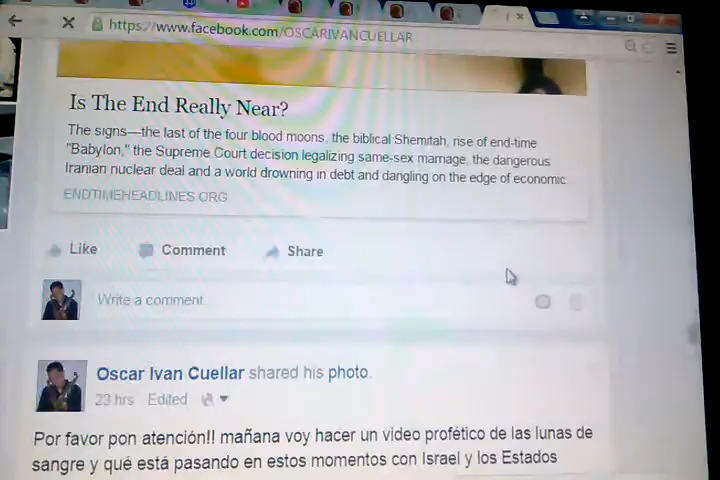 https://www.facebook.com/OSCARIVANCUELLAR
Is The End Really Near?
The signs—the last of the four blood moons, the biblical Shemitah, rise of end-time
"Babylon," the Supreme Court decision legalizing same-sex marriage, the dangerous
Iranian nuclear deal and a world drowning in debt and dangling on the edge of economic
ENDTIMEHEADLINES.ORG
Like Comment Share
Write a comment
Oscar Ivan Cuellar shared his photo.
23 hrs Edited
Por favor pon atención!! mañana voy hacer un video profético de las lunas de
sangre y qué está pasando en estos momentos con Israel y los Estados